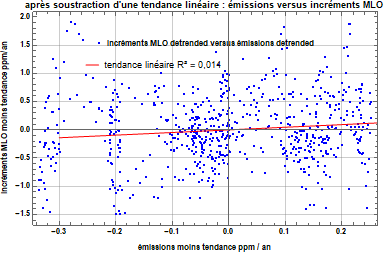 après soustraction d'une tendance linéaire : émissions versus incréments MLO
Incréments MLO detrended versus émissions detrended
tendance linéaire R² = 0,014
incréments MLO moins tendance ppm/an
2.0
1.5
1.0
0.5
0.0
-0.5
-1.0
-1.5
-0.3 -0.2 -0.1 0.0 0.1 0.2
émissions moins tendance ppm / an